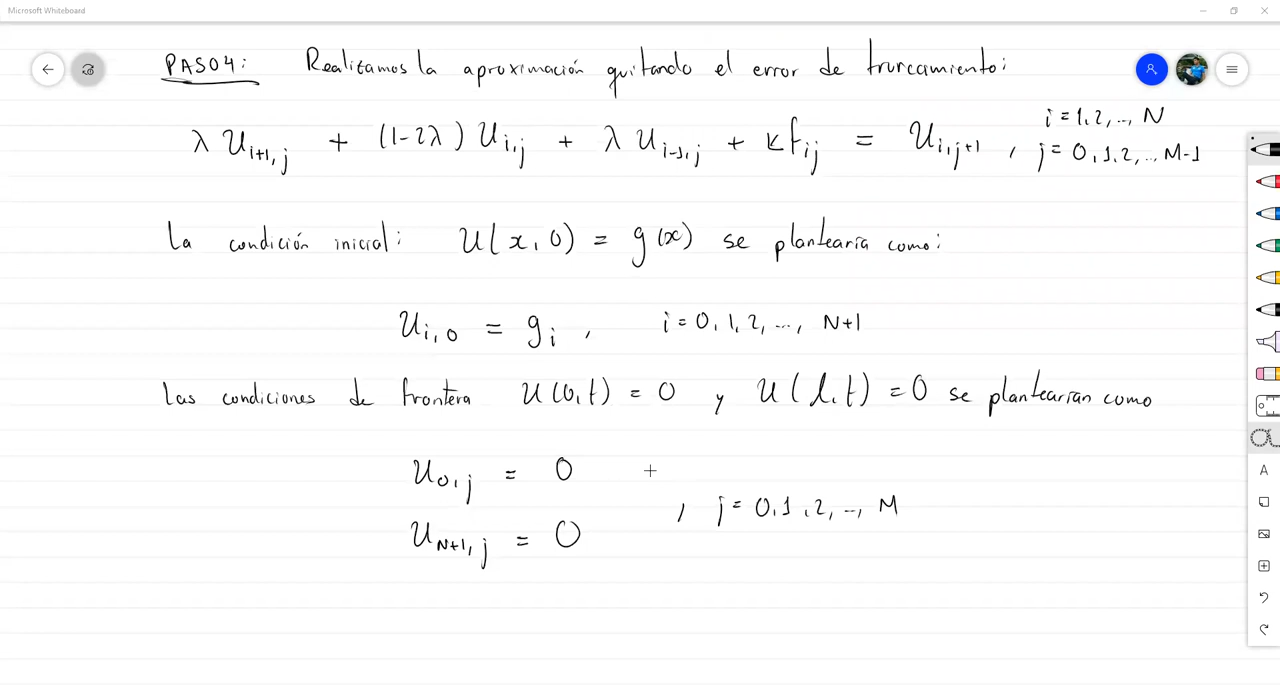 Microsoft Whiteboard
PASO4: Realizamos la aproximación quitando el error de truncamiento:
λ U_{i+1,j} + (1-2λ) U_{i,j} + λ U_{i-1,j} + k f_{ij} = U_{i,j+1} , i=1,2,..., N
j=0,1,2,... M-1
La condición inicial: U(x,0) = g(x) se plantearía como:
U_{i,0} = g_i , i=0,1,2,..., N+1
Las condiciones de frontera U(0,t) = 0 y U(l,t) = 0 se plantearían como
U_{0,j} = 0
, j=0,1,2,..., M
U_{N+1,j} = 0
A